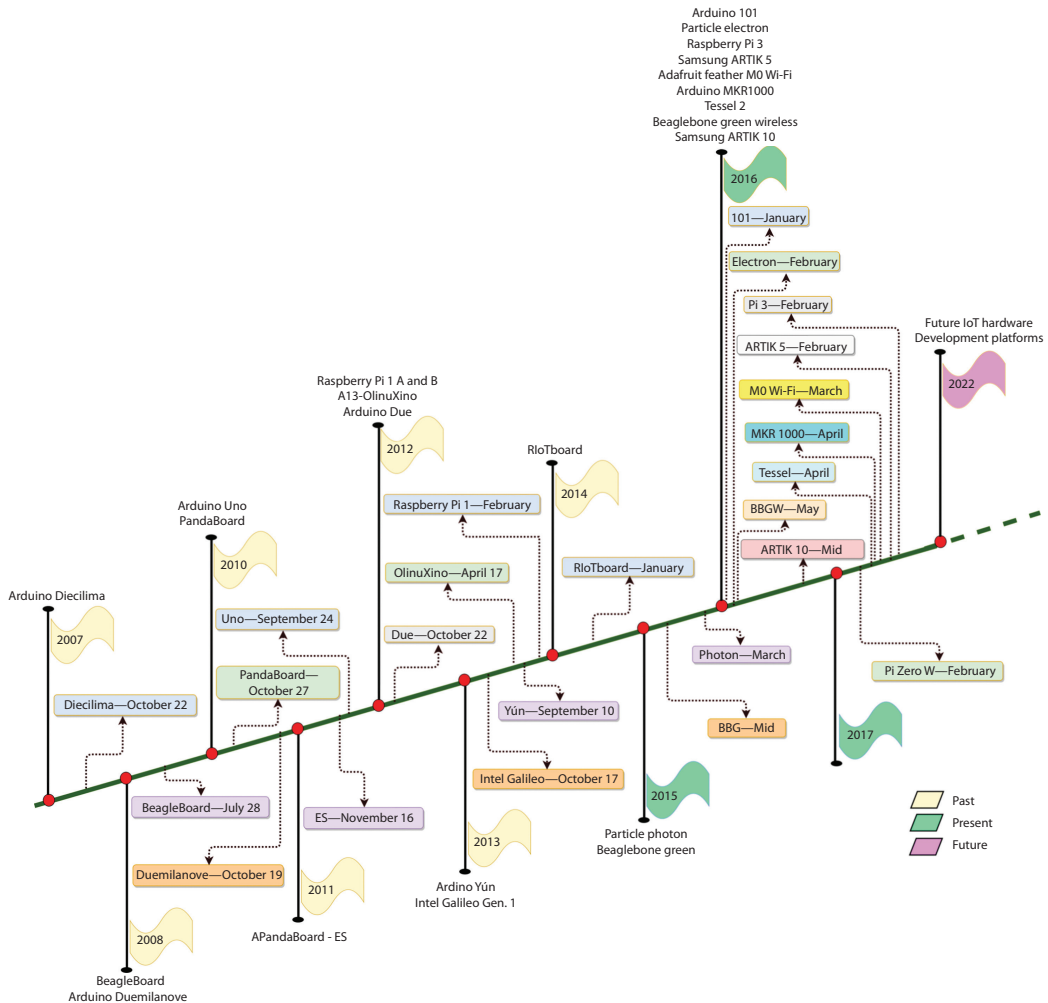 Arduino 101
Particle electron
Raspberry Pi 3
Samsung ARTIK 5
Adafruit feather M0 Wi-Fi
Arduino MKR1000
Tessel 2
Beaglebone green wireless
Samsung ARTIK 10
2016
101—January
Electron—February
Pi 3—February
ARTIK 5—February
M0 Wi-Fi—March
MKR 1000—April
Tessel—April
BBGW—May
ARTIK 10—Mid
Future IoT hardware
Development platforms
2022
Raspberry Pi 1 A and B
A13-OlinuXino
Arduino Due
2012
Raspberry Pi 1—February
OlinuXino—April 17
Due—October 22
RIoTboard
2014
RIoTboard—January
Arduino Uno
PandaBoard
2010
Uno—September 24
PandaBoard—
October 27
Arduino Diecilima
2007
Diecilima—October 22
BeagleBoard—July 28
Duemilanove—October 19
2008
BeagleBoard
Arduino Duemilanove
ES—November 16
2011
APandaBoard - ES
Yún—September 10
Intel Galileo—October 17
2013
Ardino Yún
Intel Galileo Gen. 1
Photon—March
BBG—Mid
2015
Particle photon
Beaglebone green
Pi Zero W—February
2017
Past
Present
Future